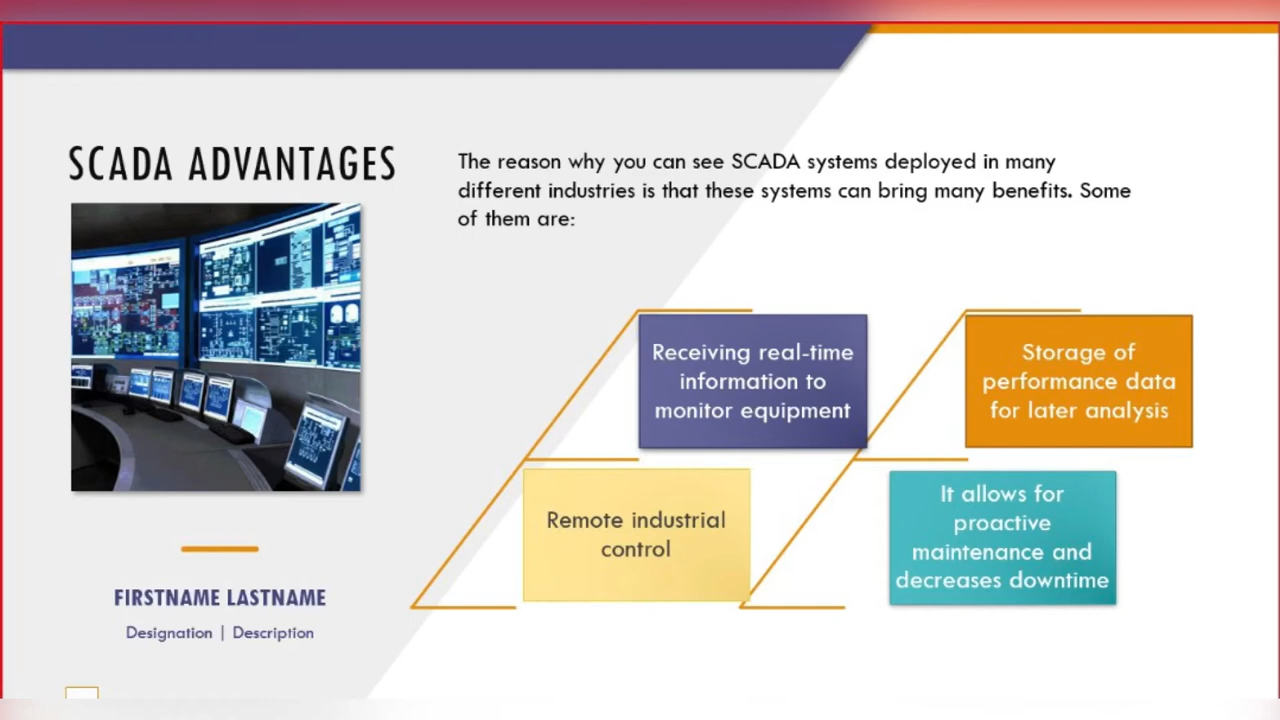 SCADA ADVANTAGES
The reason why you can see SCADA systems deployed in many
different industries is that these systems can bring many benefits. Some
of them are:
Receiving real-time
information to
monitor equipment
Storage of
performance data
for later analysis
Remote industrial
control
It allows for
proactive
maintenance and
decreases downtime
FIRSTNAME LASTNAME
Designation | Description